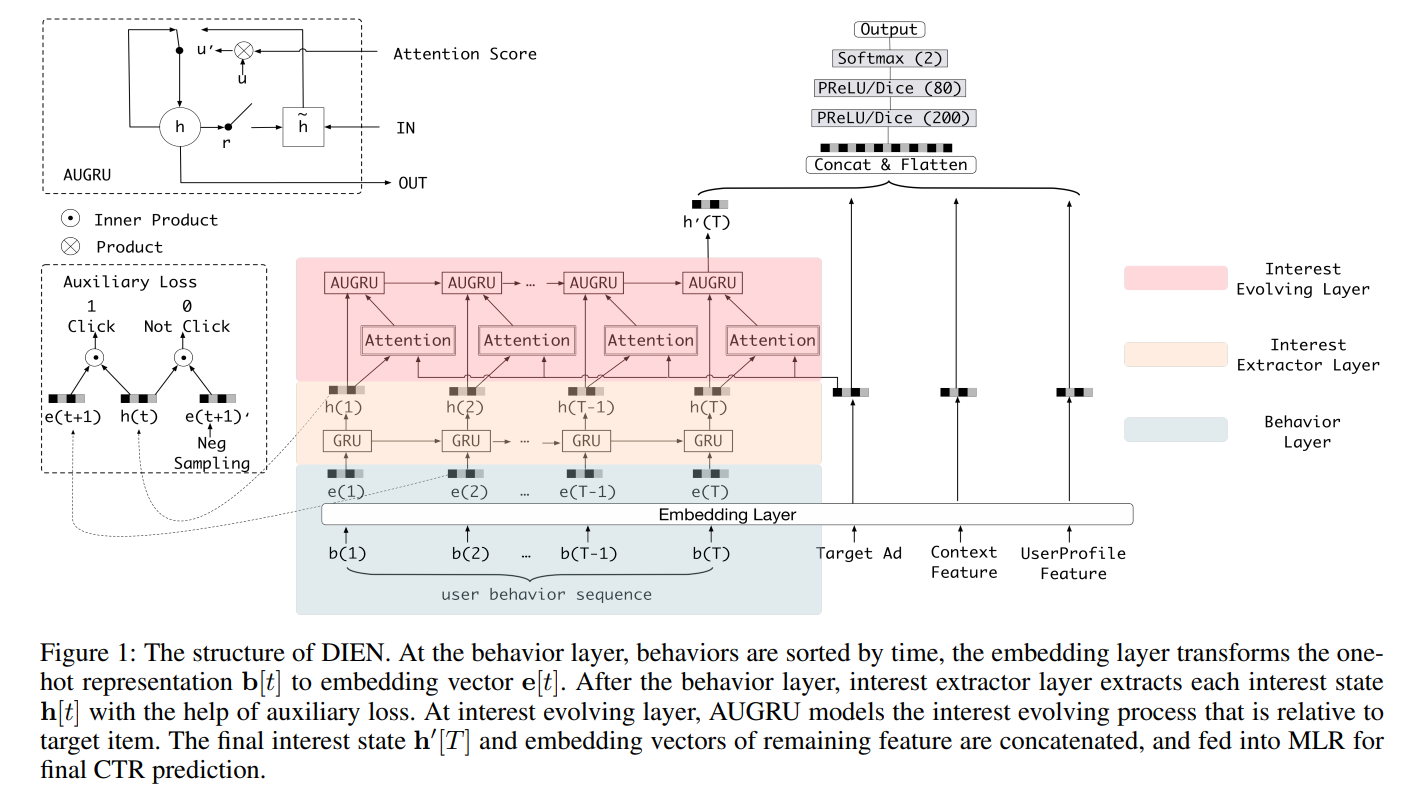 Output
Softmax (2)
PReLU/Dice (80)
PReLU/Dice (200)
Concat & Flatten
u′
u
Attention Score
h
r
h̃
IN
AUGRU
OUT
Inner Product
Product
h′(T)
Auxiliary Loss
1
Click
0
Not Click
e(t+1)
h(t)
e(t+1)′
Neg
Sampling
AUGRU
AUGRU
...
AUGRU
AUGRU
Attention
Attention
Attention
Attention
h(1)
h(2)
h(T-1)
h(T)
GRU
GRU
...
GRU
GRU
e(1)
e(2)
...
e(T-1)
e(T)
Embedding Layer
b(1)
b(2)
...
b(T-1)
b(T)
Target Ad
Context
Feature
UserProfile
Feature
user behavior sequence
Interest
Evolving Layer
Interest
Extractor Layer
Behavior
Layer
Figure 1: The structure of DIEN. At the behavior layer, behaviors are sorted by time, the embedding layer transforms the one-
hot representation b[t] to embedding vector e[t]. After the behavior layer, interest extractor layer extracts each interest state
h[t] with the help of auxiliary loss. At interest evolving layer, AUGRU models the interest evolving process that is relative to
target item. The final interest state h′[T] and embedding vectors of remaining feature are concatenated, and fed into MLR for
final CTR prediction.